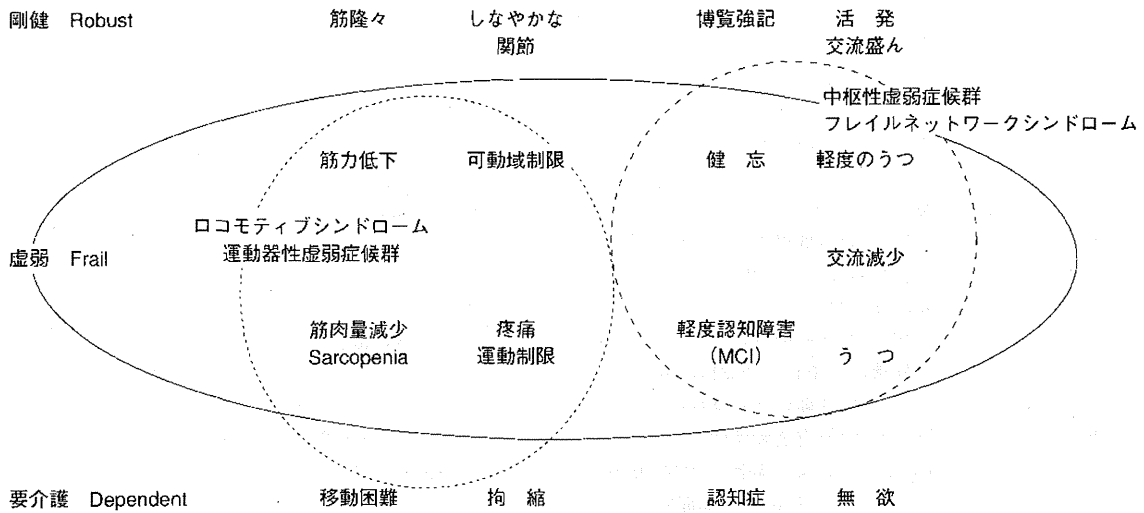 剛健 Robust 筋隆々 しなやかな 博覧強記 活 発
関節 交流盛ん
中枢性虚弱症候群
フレイルネットワークシンドローム
筋力低下 可動域制限 健 忘 軽度のうつ
ロコモティブシンドローム
運動器性虚弱症候群
虚弱 Frail 交流減少
筋肉量減少 疼痛 軽度認知障害
Sarcopenia 運動制限 (MCI) う つ
要介護 Dependent 移動困難 拘 縮 認知症 無 欲